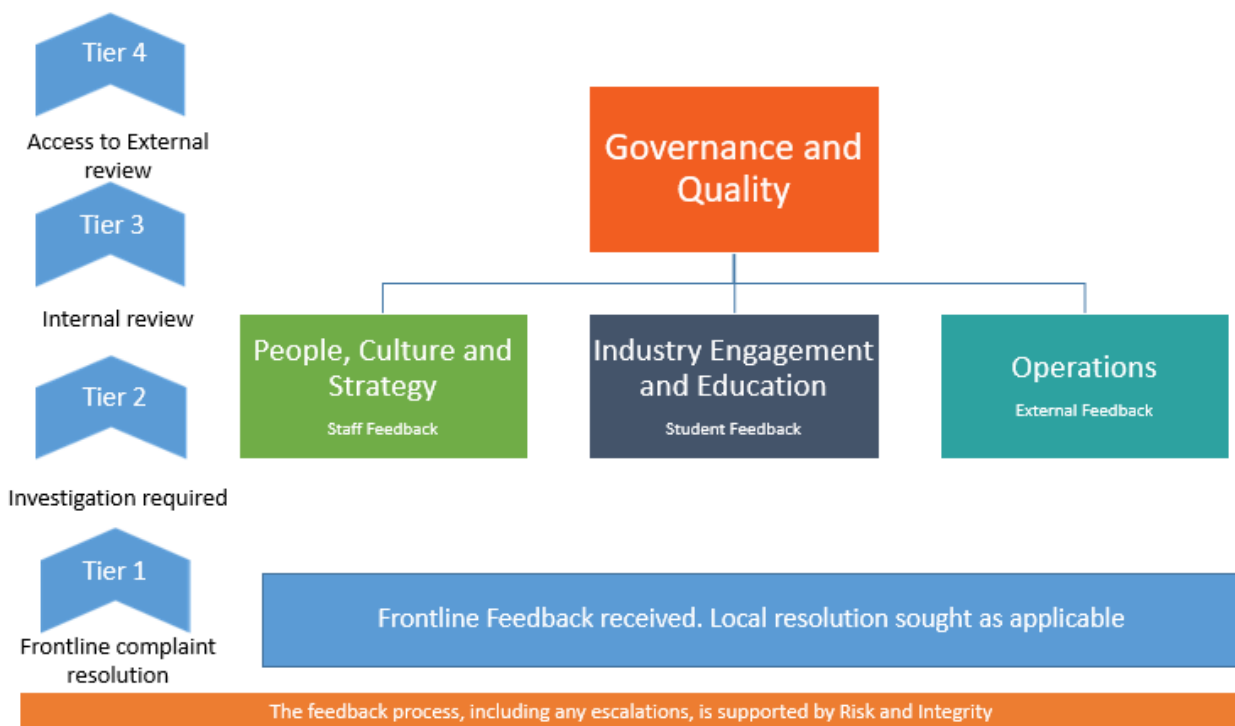 Tier 4
Access to External
review
Tier 3
Internal review
Tier 2
Investigation required
Tier 1
Frontline complaint
resolution
Governance and
Quality
People, Culture and
Strategy
Staff Feedback
Industry Engagement
and Education
Student Feedback
Operations
External Feedback
Frontline Feedback received. Local resolution sought as applicable
The feedback process, including any escalations, is supported by Risk and Integrity